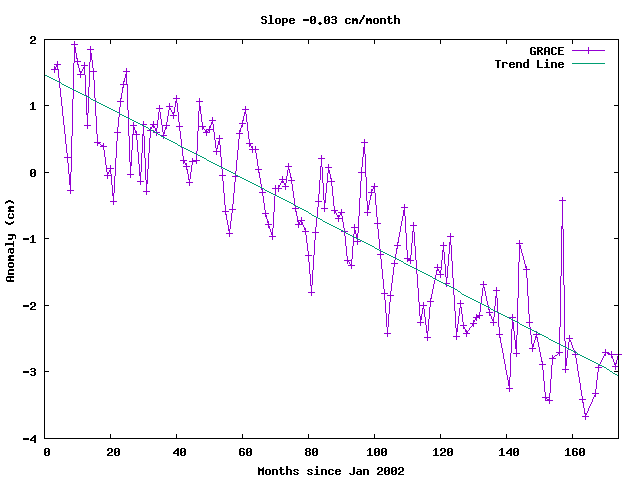 Slope -0.03 cm/month
GRACE
Trend Line
2
1
0
-1
-2
-3
-4
Anomaly (cm)
0 20 40 60 80 100 120 140 160
Months since Jan 2002